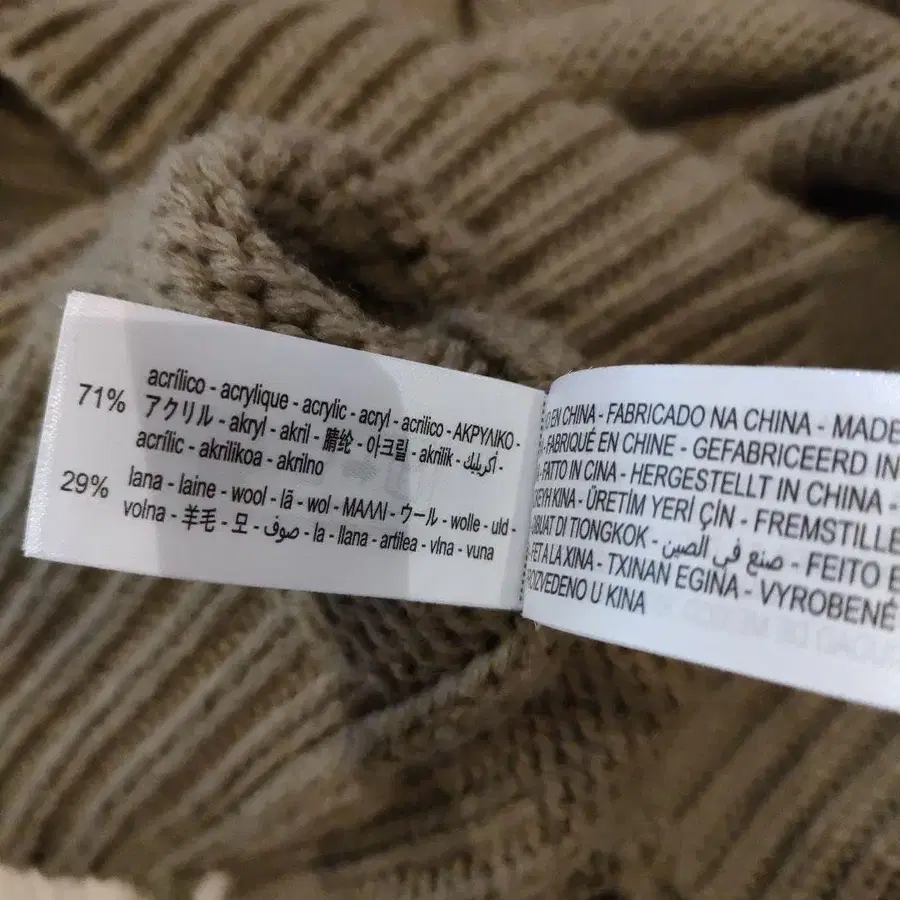 71%
acrílico - acrylique - acrylic - acryl - acrilico - ΑΚΡΥΛΙΚΟ -
アクリル - akryl - akril - 腈纶 - 아크릴 - akrilik - أكريليك -
acrílic - akrilikoa - akrilno
29%
lana - laine - wool - lã - wol - ΜΑΛΛΙ - ウール - wolle - uld -
volna - 羊毛 - 모 - صوف - la - llana - artilea - vlna - vuna
EN CHINA - FABRICADO NA CHINA - MADE
FABRIQUÉ EN CHINE - GEFABRICEERD IN
FATTO IN CINA - HERGESTELLT IN CHINA -
KINA - ÜRETİM YERİ ÇİN - FREMSTILLE
DIBUAT DI TIONGKOK - صنع في الصين - FEITO E
FET A LA XINA - TXINAN EGINA - VYROBENÉ
PROIZVEDENO U KINA